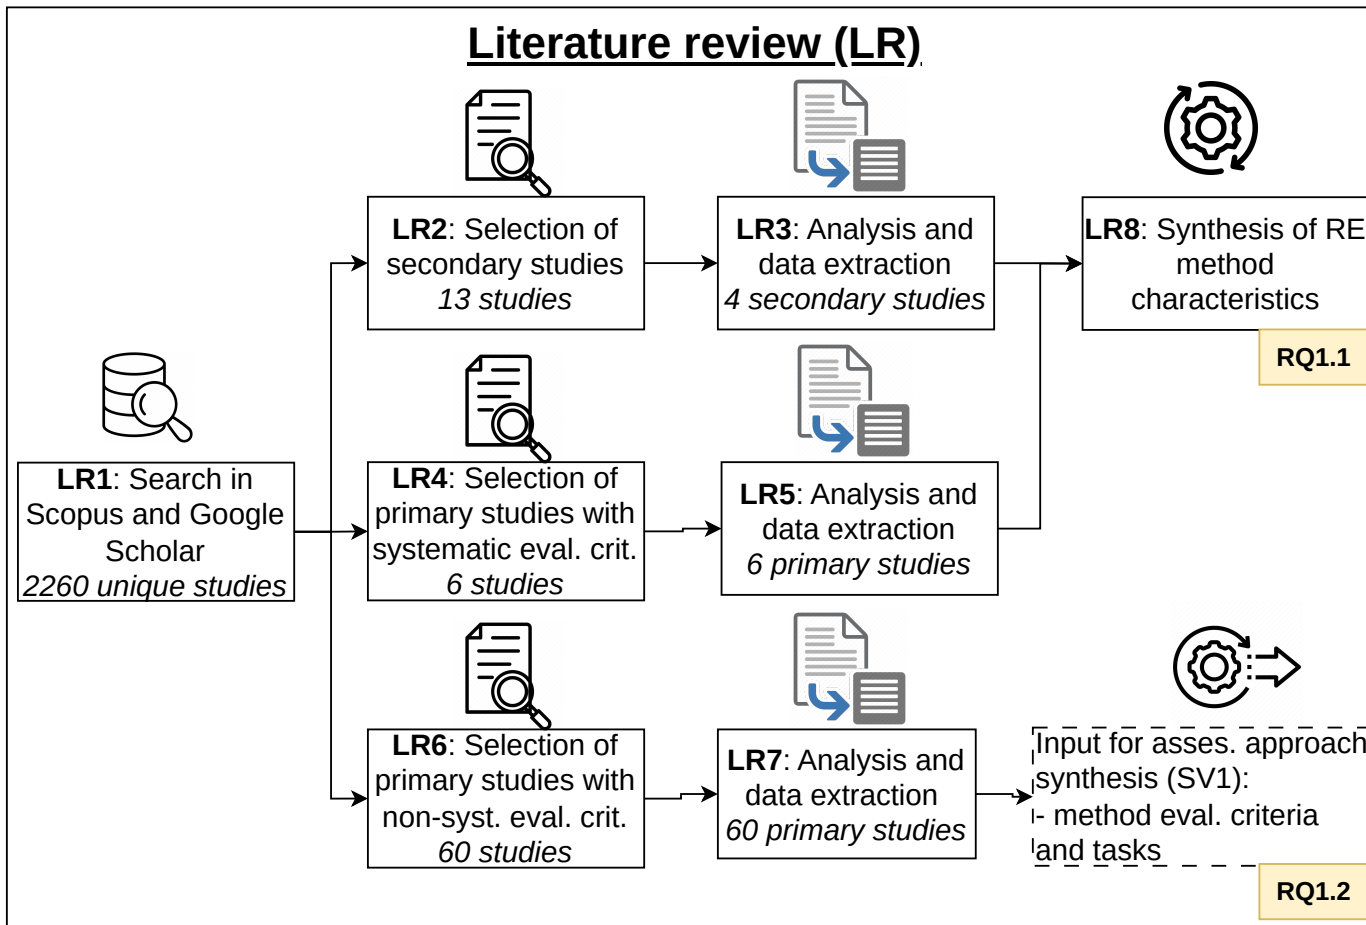 Literature review (LR)
LR2: Selection of
secondary studies
13 studies
LR3: Analysis and
data extraction
4 secondary studies
LR8: Synthesis of RE
method
characteristics
RQ1.1
LR1: Search in
Scopus and Google
Scholar
2260 unique studies
LR4: Selection of
primary studies with
systematic eval. crit.
6 studies
LR5: Analysis and
data extraction
6 primary studies
LR6: Selection of
primary studies with
non-syst. eval. crit.
60 studies
LR7: Analysis and
data extraction
60 primary studies
Input for asses. approach
synthesis (SV1):
- method eval. criteria
and tasks
RQ1.2